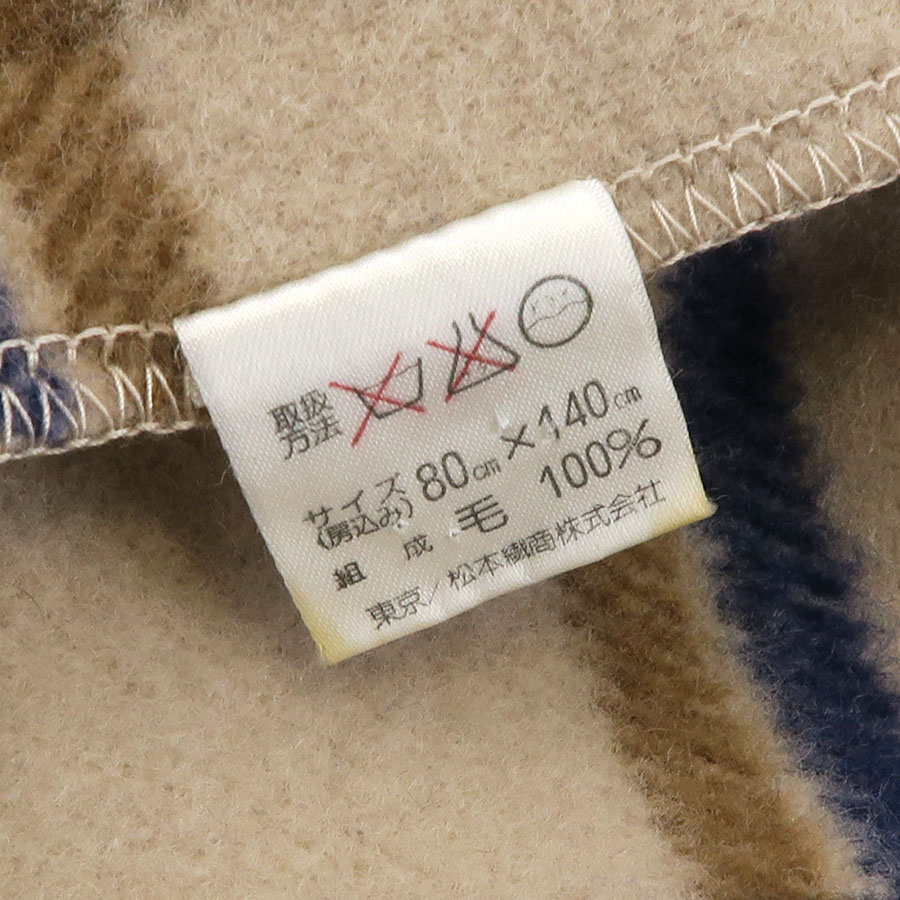 取扱
方法
サイズ 80cm×140cm
(房込み)
組成 毛 100%
東京/松本繊商株式会社